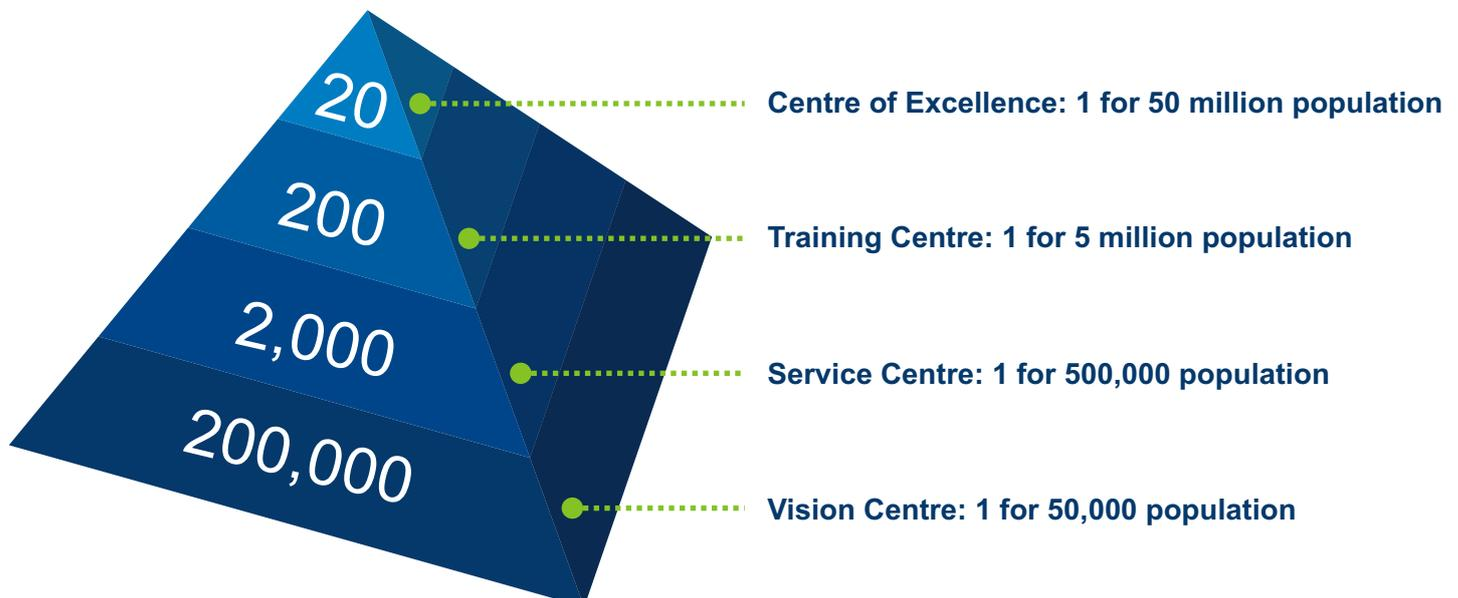 20
Centre of Excellence: 1 for 50 million population
200
Training Centre: 1 for 5 million population
2,000
Service Centre: 1 for 500,000 population
200,000
Vision Centre: 1 for 50,000 population